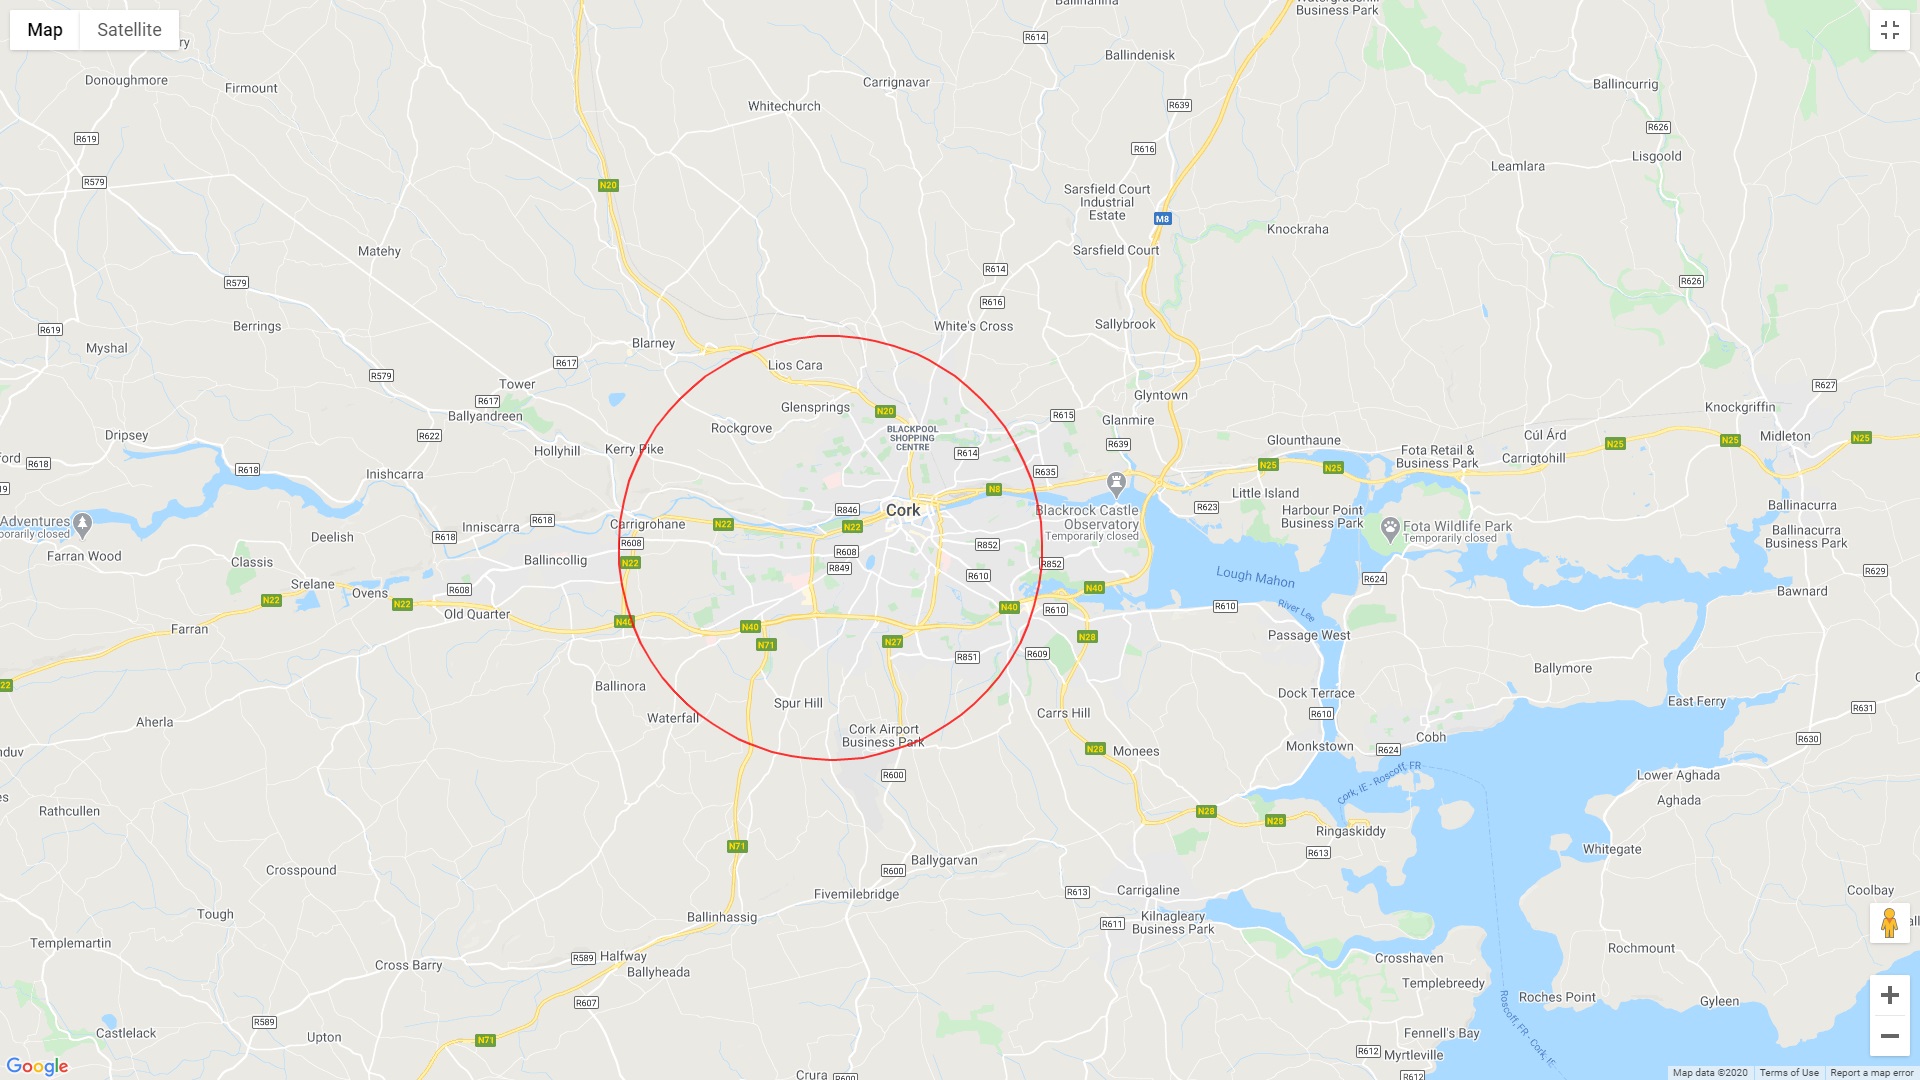 Map
Satellite
Business Park
R614
Ballindenisk
Donoughmore
Firmount
Carrignavar
Ballincurrig
Whitechurch
R639
R619
R626
R616
Lisgoold
Leamlara
R579
N20
Sarsfield Court
Industrial
Estate
M8
Knockraha
Matehy
Sarsfield Court
R614
R579
R626
R616
Berrings
White's Cross
Sallybrook
R619
Myshal
Blarney
R617
Lios Cara
R579
Tower
R627
R617
Glyntown
Ballyandreen
Glensprings
N20
R615
Glanmire
Knockgriffin
Dripsey
R622
Rockgrove
BLACKPOOL
SHOPPING
CENTRE
R639
Glounthaune
Cúl Árd
Midleton
N25
N25
N25
Hollyhill
Kerry Pike
R614
Fota Retail &
Business Park
Carrigtohill
R618
R618
Inishcarra
R635
N25
N25
N8
Little Island
R623
Ballinacurra
Cork
R846
Blackrock Castle
Observatory
Temporarily closed
Harbour Point
Business Park
Fota Wildlife Park
Temporarily closed
Adventures
Farran Wood
Inniscarra
R618
Carrigrohane
N22
N22
Deelish
R618
R608
Ballinacurra
Business Park
Classis
Ballincollig
N22
R608
R849
R852
R852
R610
Lough Mahon
R624
R629
Srelane
Ovens
R608
N22
N22
Old Quarter
N40
N40
R610
N40
R610
River Lee
Bawnard
Farran
N40
N71
N27
N28
Passage West
R851
R609
Ballymore
22
Ballinora
Dock Terrace
East Ferry
Aherla
Waterfall
Spur Hill
Carrs Hill
R610
R631
Cork Airport
Business Park
N28
Monees
Monkstown
R624
Cobh
R630
R600
Cork, IE - Roscoff, FR
Lower Aghada
Aghada
Rathcullen
N28
N28
Ringaskiddy
N71
R613
Whitegate
Crosspound
R600
Ballygarvan
Fivemilebridge
R613
Carrigaline
Coolbay
Tough
Ballinhassig
R611
Kilnagleary
Business Park
Templemartin
Cross Barry
R589
Halfway
Ballyheada
Rochmount
Crosshaven
Templebreedy
R607
Roches Point
Gyleen
Roscoff, FR - Cork, IE
Castlelack
R589
Upton
N71
Fennell's Bay
R612
Myrtleville
Google
Crura
R600
R612
Map data ©2020
Terms of Use
Report a map error